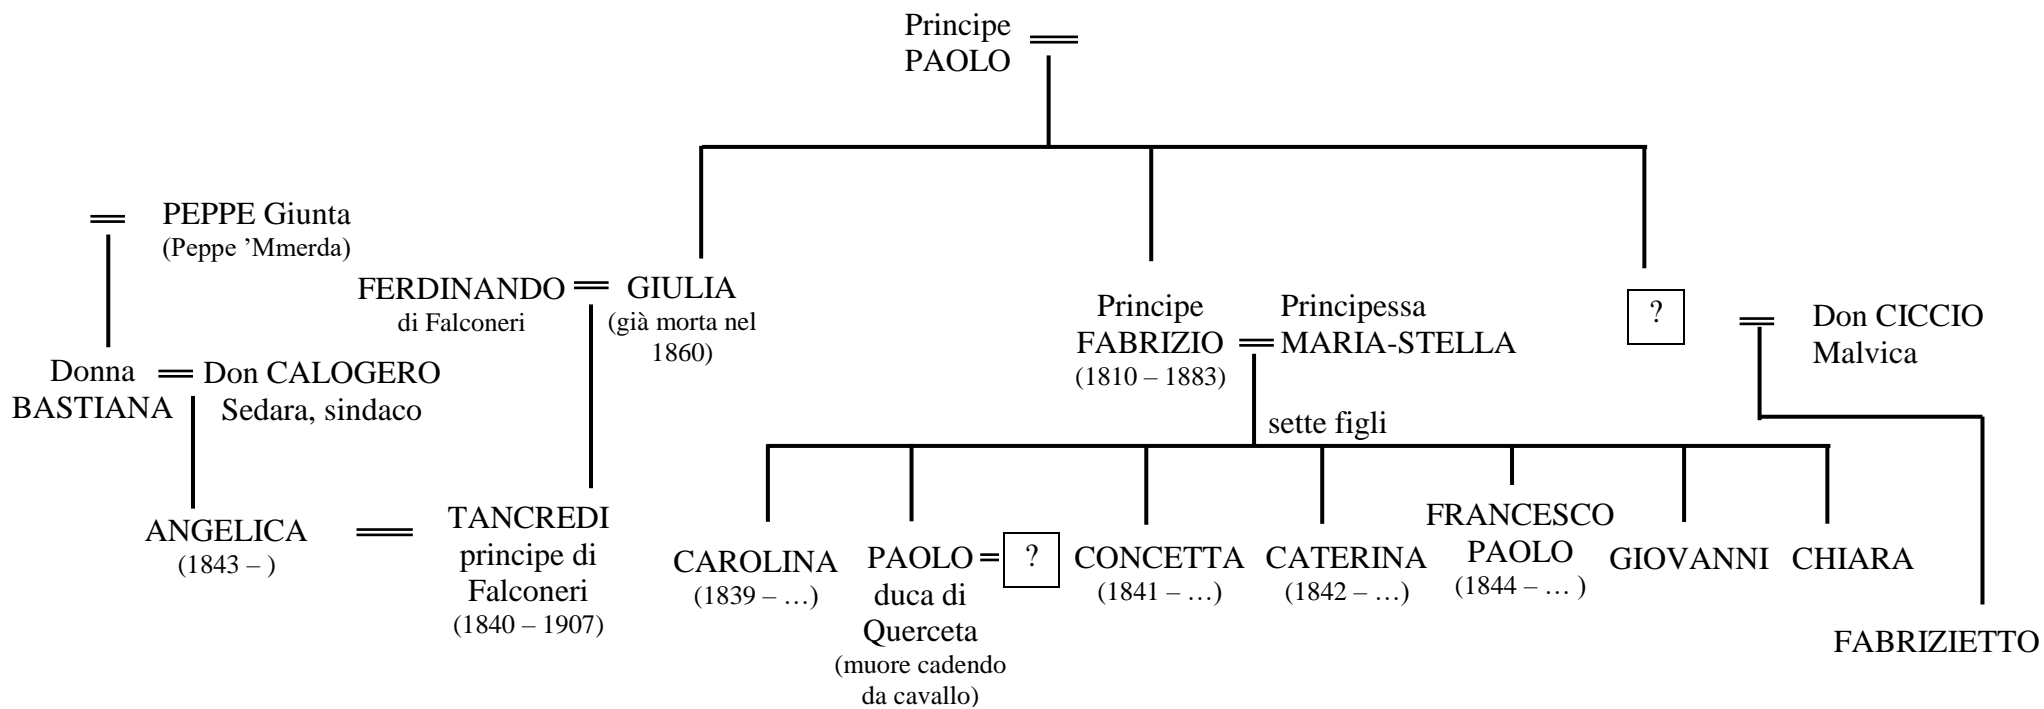 Principe
PAOLO
PEPPE Giunta
(Peppe ’Mmerda)
FERDINANDO
di Falconeri
GIULIA
(già morta nel
1860)
Principe
FABRIZIO
(1810 – 1883)
Principessa
MARIA-STELLA
?
Don CICCIO
Malvica
Donna
BASTIANA
Don CALOGERO
Sedara, sindaco
sette figli
ANGELICA
(1843 – )
TANCREDI
principe di
Falconeri
(1840 – 1907)
CAROLINA
(1839 – …)
PAOLO
duca di
Querceta
(muore cadendo
da cavallo)
?
CONCETTA
(1841 – …)
CATERINA
(1842 – …)
FRANCESCO
PAOLO
(1844 – … )
GIOVANNI
CHIARA
FABRIZIETTO